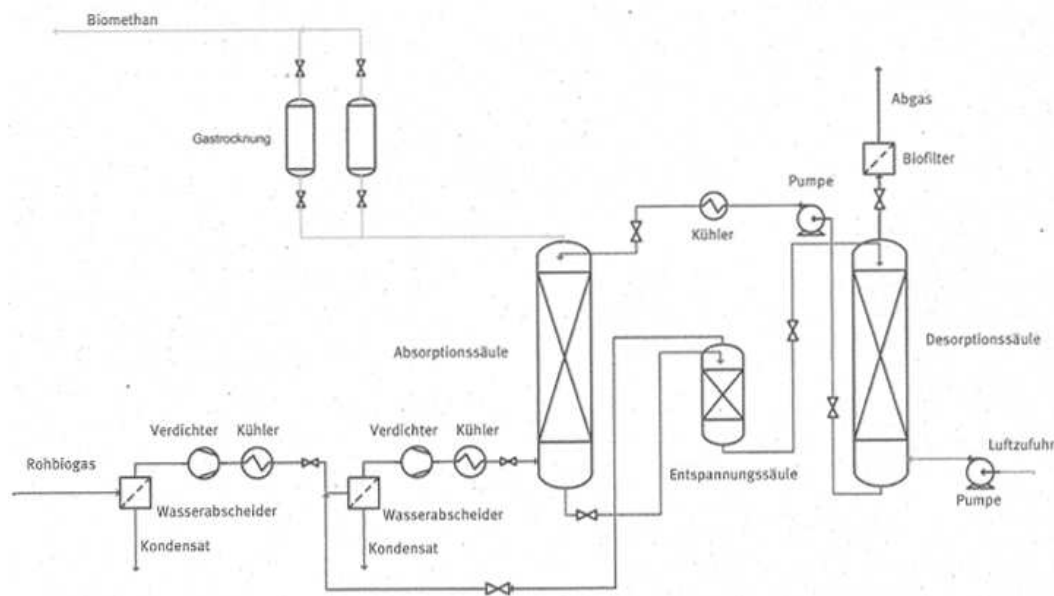 Biomethan
Gastrocknung
Abgas
Biofilter
Pumpe
Kühler
Absorptionssäule
Desorptionssäule
Verdichter
Kühler
Verdichter
Kühler
Rohbiogas
Wasserabscheider
Wasserabscheider
Entspannungssäule
Luftzufuhr
Pumpe
Kondensat
Kondensat